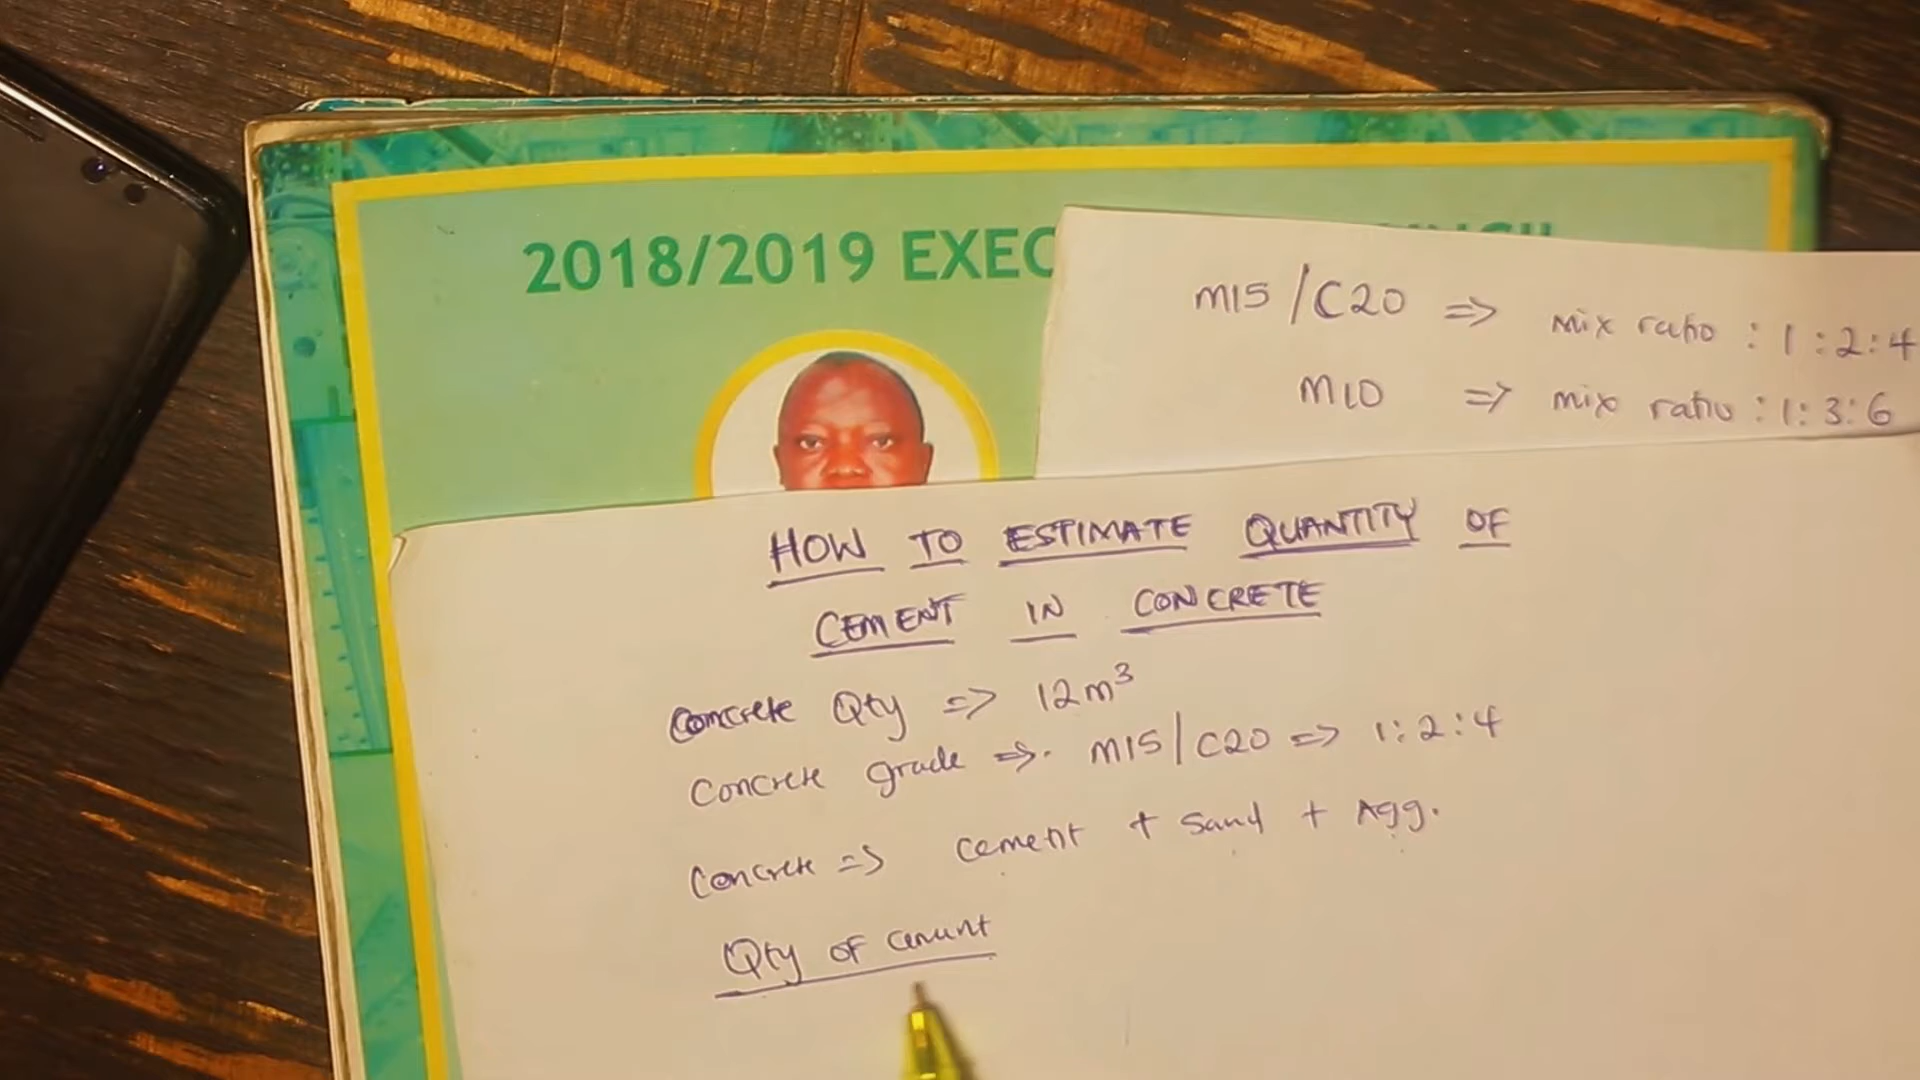 2018/2019 EXEC
M15/C20 => mix ratio : 1:2:4
M10 => mix ratio : 1:3:6
HOW TO ESTIMATE QUANTITY OF
CEMENT IN CONCRETE
Concrete Qty => 12m³
Concrete grade =>. M15/C20 => 1:2:4
Concrete => Cement + Sand + Agg.
Qty of cement